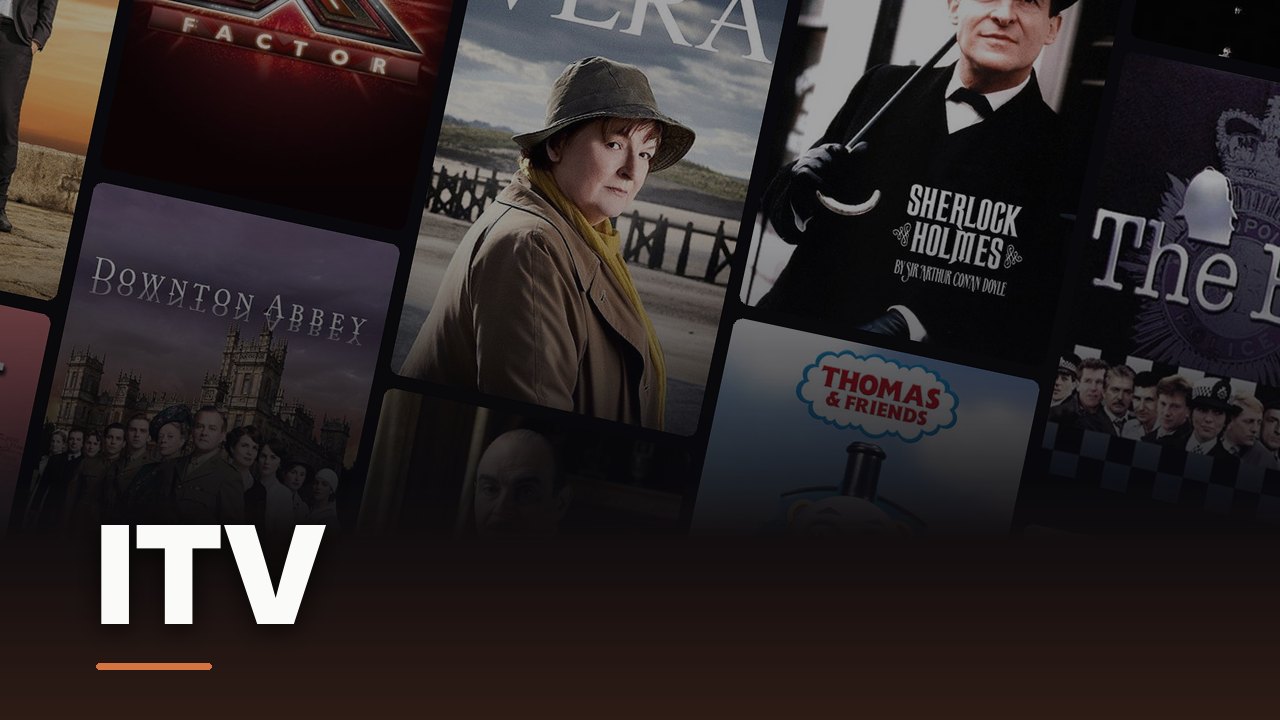 FACTOR
VERA
SHERLOCK
HOLMES
BY SIR ARTHUR CONAN DOYLE
The
DOWNTON ABBEY
THOMAS
& FRIENDS
ITV